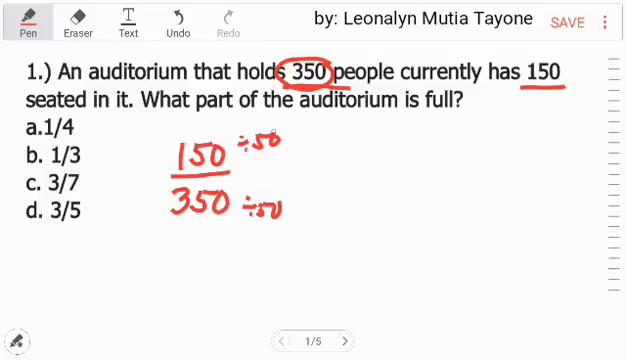 by: Leonalyn Mutia Tayone
Pen Eraser Text Undo Redo SAVE
1.) An auditorium that holds 350 people currently has 150
seated in it. What part of the auditorium is full?
a.1/4
b. 1/3
c. 3/7
d. 3/5
150 ÷50
350 ÷50
1/5